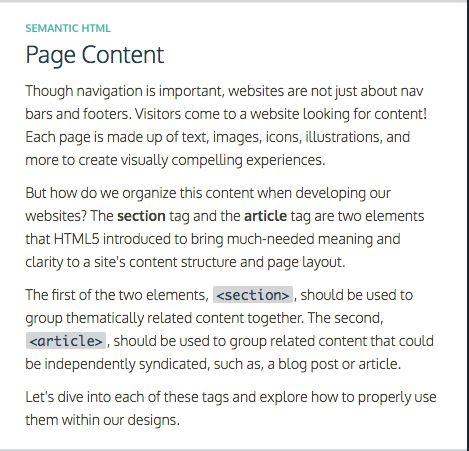 SEMANTIC HTML
Page Content
Though navigation is important, websites are not just about nav
bars and footers. Visitors come to a website looking for content!
Each page is made up of text, images, icons, illustrations, and
more to create visually compelling experiences.
But how do we organize this content when developing our
websites? The section tag and the article tag are two elements
that HTML5 introduced to bring much-needed meaning and
clarity to a site's content structure and page layout.
The first of the two elements, <section>, should be used to
group thematically related content together. The second,
<article>, should be used to group related content that could
be independently syndicated, such as, a blog post or article.
Let's dive into each of these tags and explore how to properly use
them within our designs.